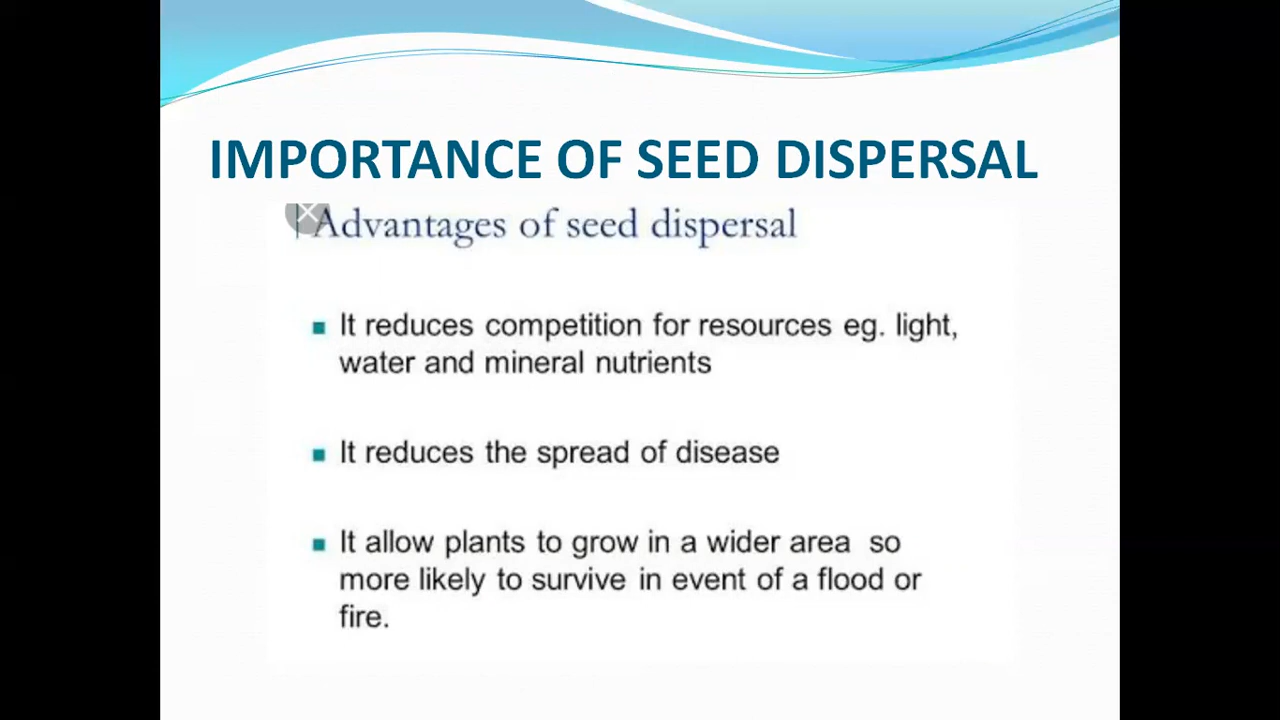 IMPORTANCE OF SEED DISPERSAL
Advantages of seed dispersal
It reduces competition for resources eg. light,
water and mineral nutrients
It reduces the spread of disease
It allow plants to grow in a wider area so
more likely to survive in event of a flood or
fire.